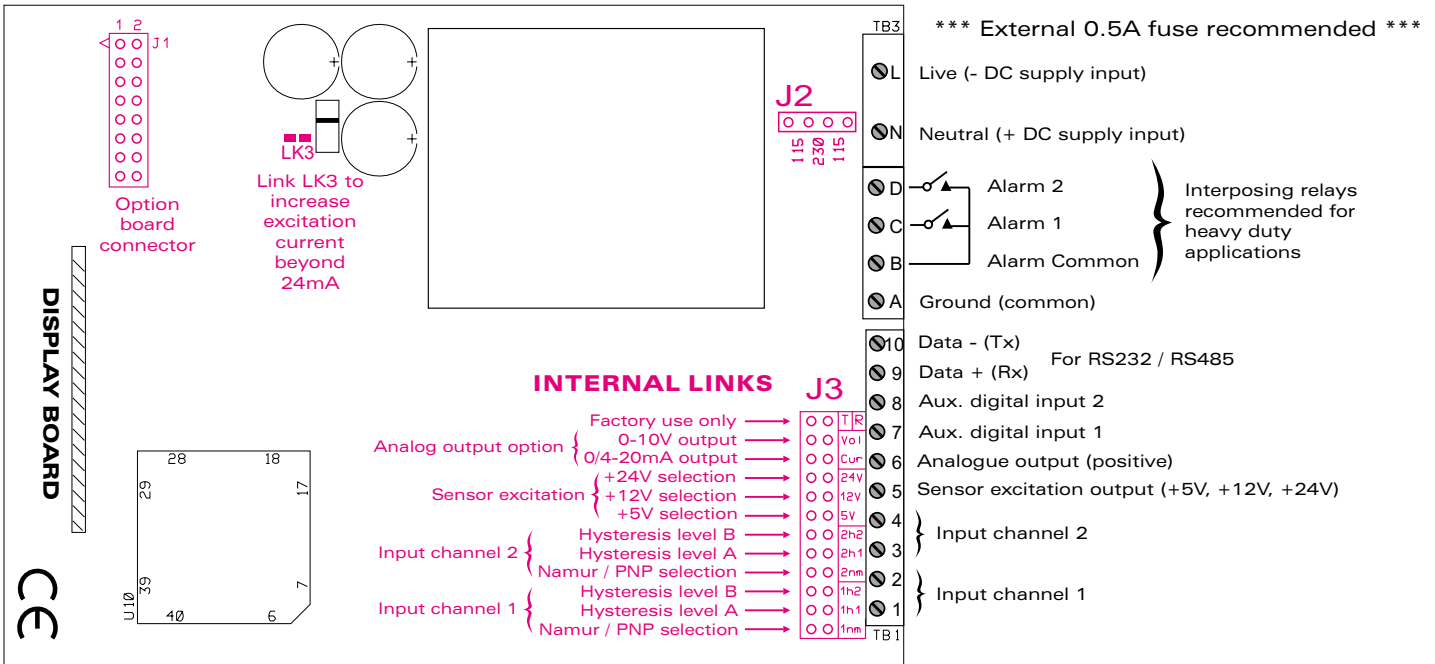 *** External 0.5A fuse recommended ***
1 2
J1
Option
board
connector
LK3
Link LK3 to
increase
excitation
current
beyond
24mA
J2
115
230
115
TB3
L Live (- DC supply input)
N Neutral (+ DC supply input)
D Alarm 2
C Alarm 1
B Alarm Common
A Ground (common)
Interposing relays
recommended for
heavy duty
applications
10 Data - (Tx)
9 Data + (Rx)
For RS232 / RS485
8 Aux. digital input 2
7 Aux. digital input 1
6 Analogue output (positive)
5 Sensor excitation output (+5V, +12V, +24V)
4
3
Input channel 2
2
1
Input channel 1
TB1
DISPLAY BOARD
INTERNAL LINKS
J3
Factory use only T R
Analog output option
0-10V output Vol
0/4-20mA output Cur
Sensor excitation
+24V selection 24V
+12V selection 12V
+5V selection 5V
Input channel 2
Hysteresis level B 2h2
Hysteresis level A 2h1
Namur / PNP selection 2nm
Input channel 1
Hysteresis level B 1h2
Hysteresis level A 1h1
Namur / PNP selection 1nm
28 18
29 17
39 7
40 6
U10
CE